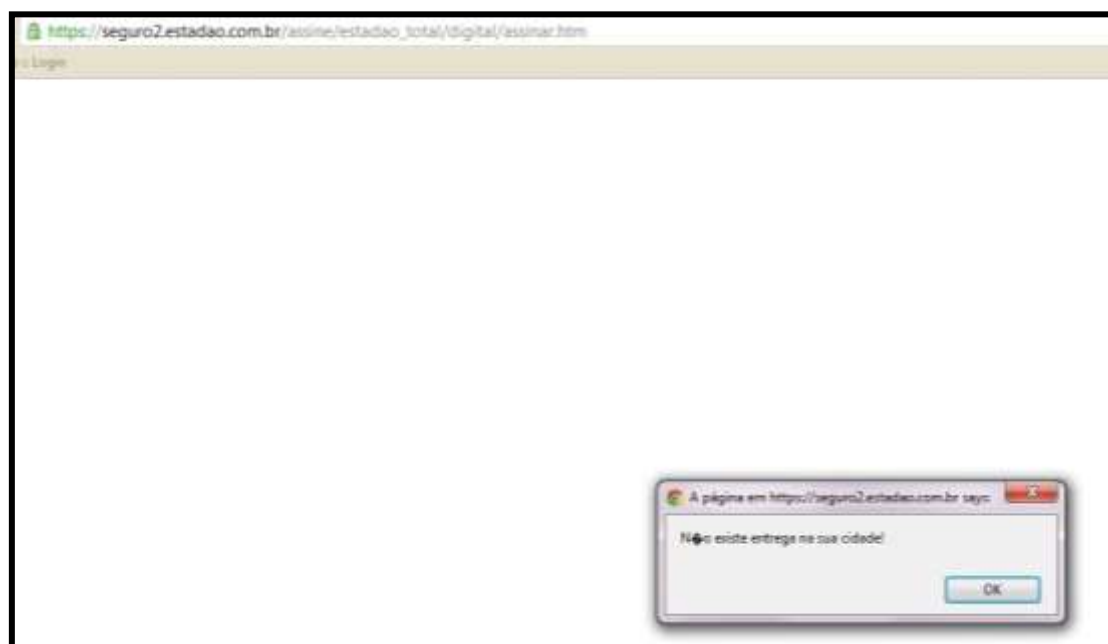 https://seguro2.estadao.com.br/assine/estadao_total/digital/assinar.htm
Login
A página em https://seguro2.estadao.com.br says:
N�o existe entrega na sua cidade!
OK